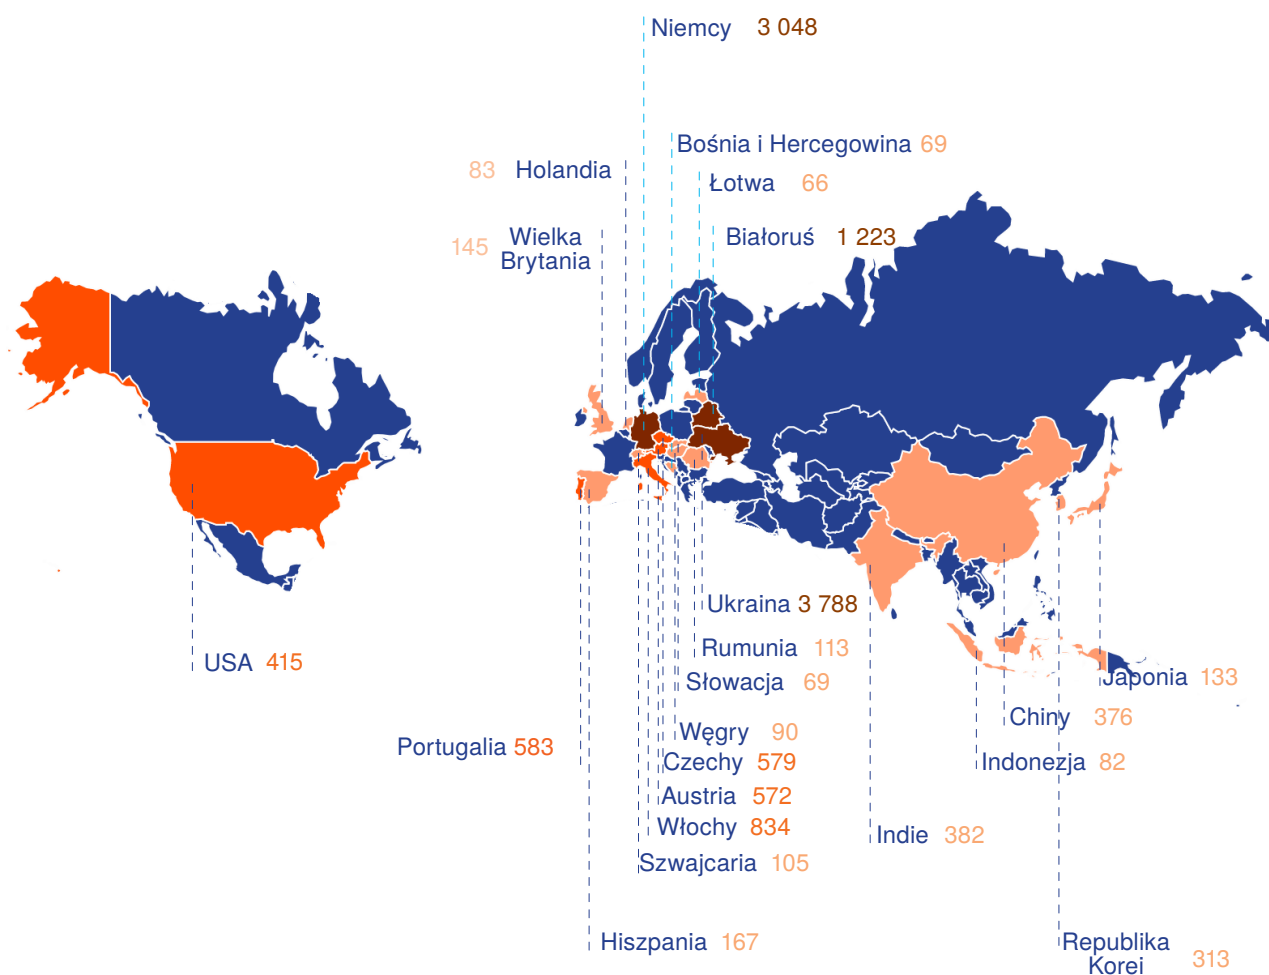 Niemcy 3 048
Bośnia i Hercegowina 69
83 Holandia
Łotwa 66
145 Wielka
Brytania
Białoruś 1 223
Ukraina 3 788
Rumunia 113
USA 415
Słowacja 69
Japonia 133
Chiny 376
Węgry 90
Portugalia 583
Czechy 579
Indonezja 82
Austria 572
Włochy 834
Indie 382
Szwajcaria 105
Hiszpania 167
Republika
Korei 313